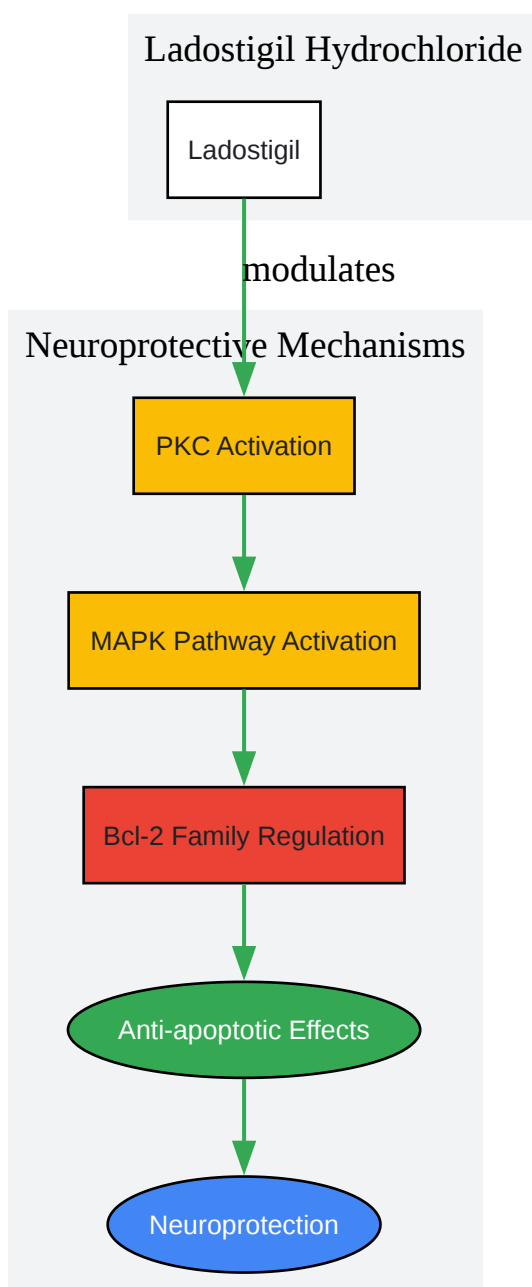 Ladostigil Hydrochloride
Ladostigil
modulates
Neuroprotective Mechanisms
PKC Activation
MAPK Pathway Activation
Bcl-2 Family Regulation
Anti-apoptotic Effects
Neuroprotection